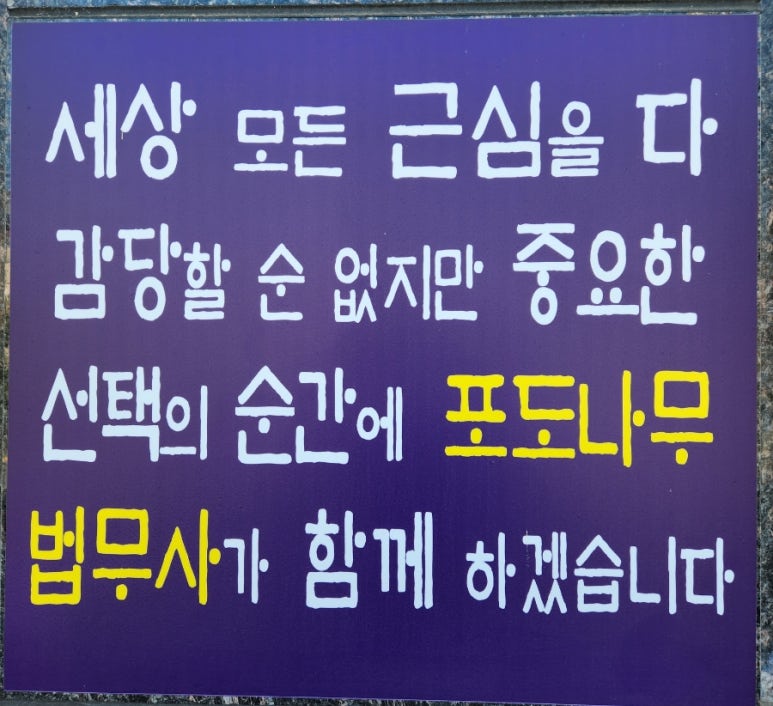 세상 모든 근심을 다
감당할 순 없지만 중요한
선택의 순간에 포도나무
법무사가 함께 하겠습니다